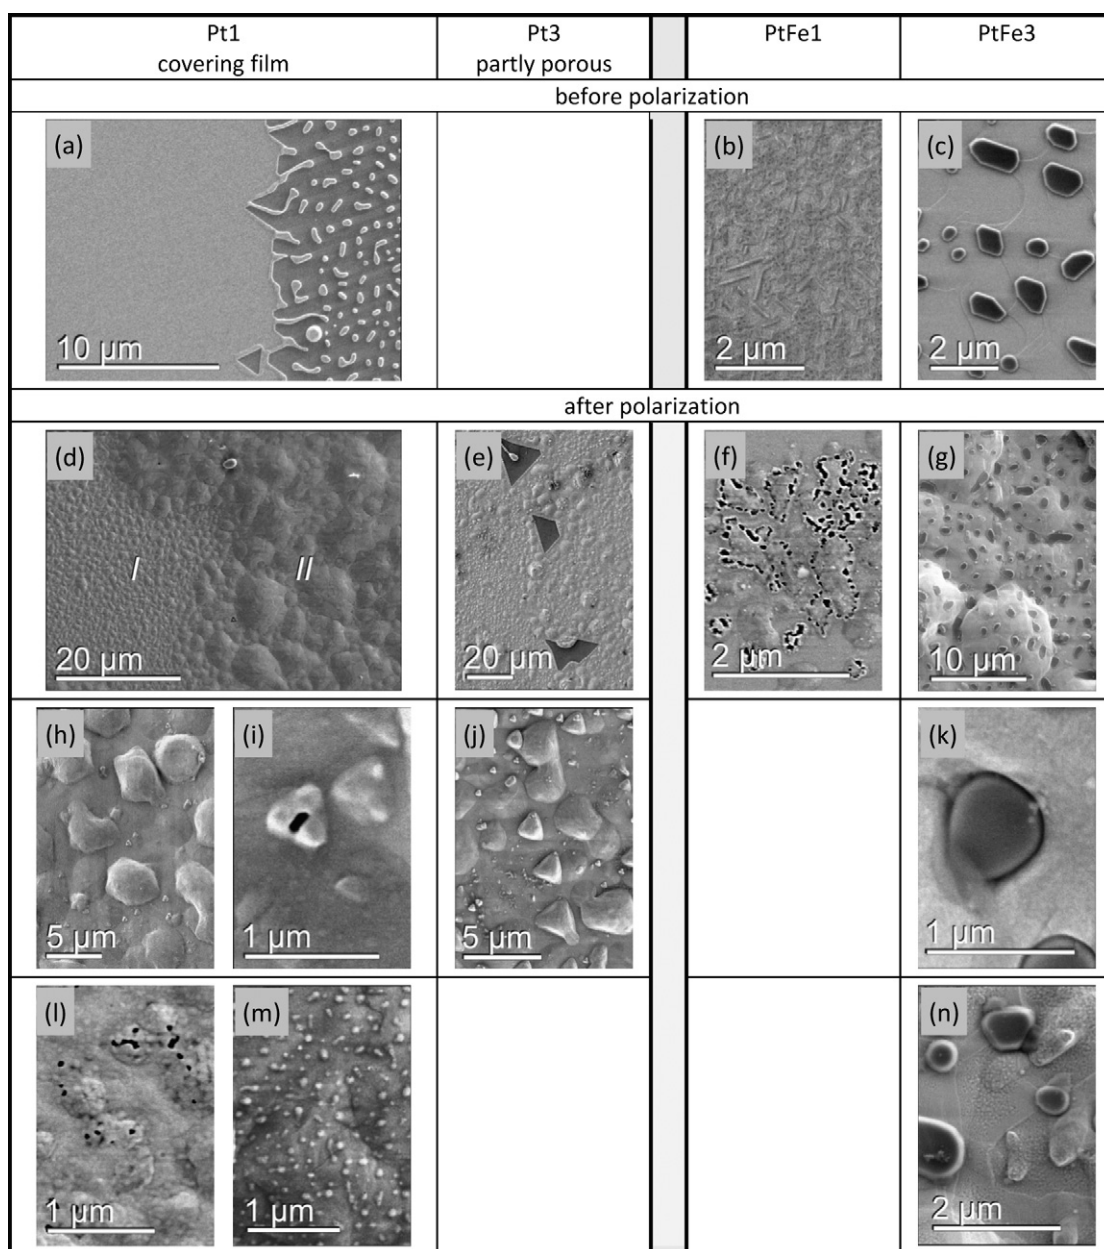 Pt1
covering film
Pt3
partly porous
PtFe1
PtFe3
before polarization
(a)
10 µm
(b)
2 µm
(c)
2 µm
after polarization
(d)
I
II
20 µm
(e)
20 µm
(f)
2 µm
(g)
10 µm
(h)
5 µm
(i)
1 µm
(j)
5 µm
(k)
1 µm
(l)
1 µm
(m)
1 µm
(n)
2 µm